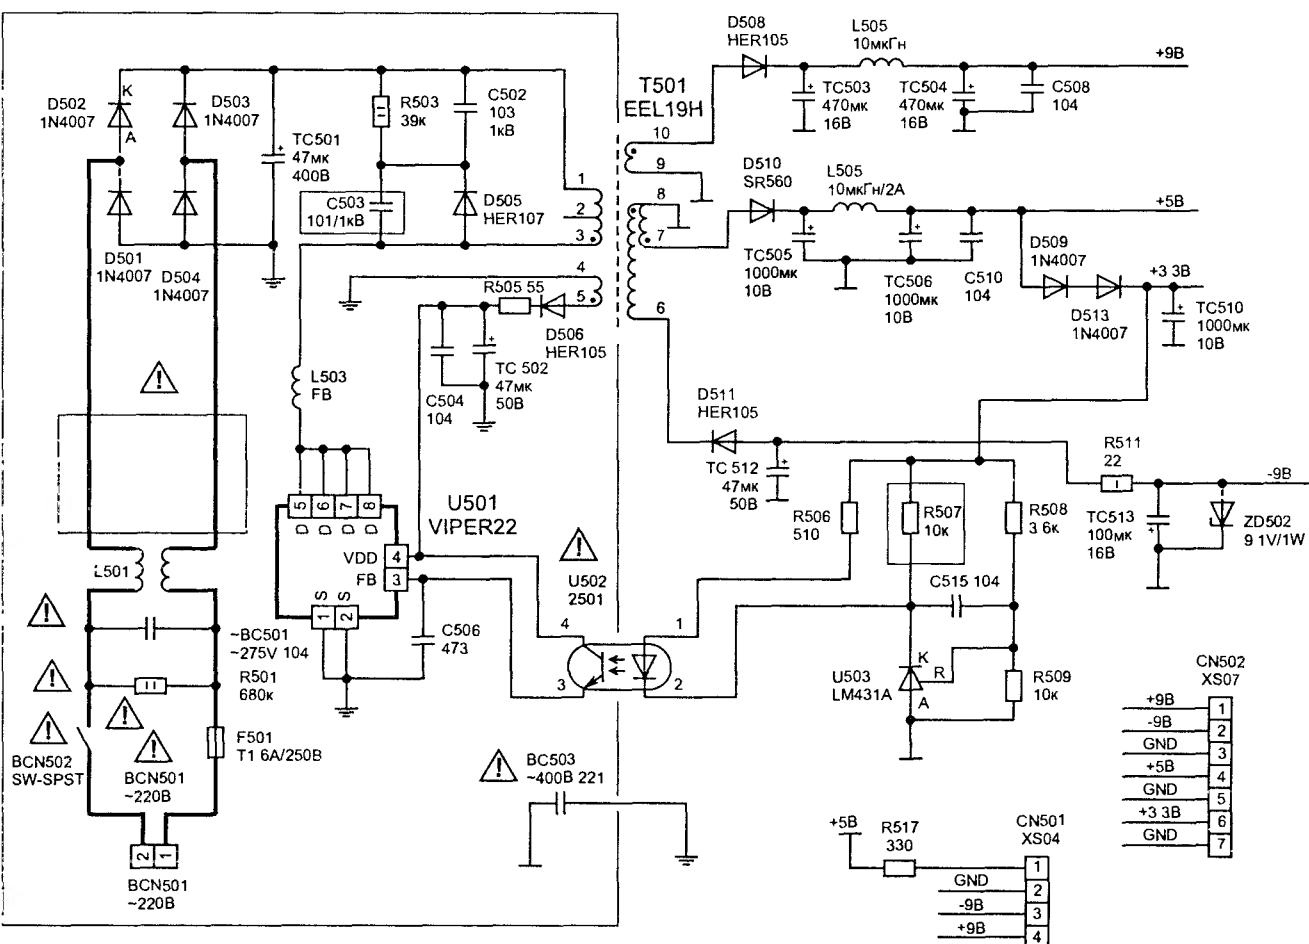 D508
HER105
L505
10мкГн
+9В
TC503
470мк
16В
TC504
470мк
16В
C508
104
T501
EEL19H
10
9
8
7
6
1
2
3
4
5
D502
1N4007
K
A
D503
1N4007
TC501
47мк
400В
R503
39к
C502
103
1кВ
C503
101/1кВ
D505
HER107
D501
1N4007
D504
1N4007
D510
SR560
L505
10мкГн/2А
+5В
TC505
1000мк
10В
TC506
1000мк
10В
C510
104
D509
1N4007
D513
1N4007
+3 3В
TC510
1000мк
10В
R505 55
D506
HER105
C504
104
TC 502
47мк
50В
L503
FB
D511
HER105
TC 512
47мк
50В
R511
22
-9В
TC513
100мк
16В
ZD502
9 1V/1W
U501
VIPER22
5 6 7 8
D D D D
VDD 4
FB 3
S S
1 2
C506
473
U502
2501
4
3
1
2
R506
510
R507
10к
R508
3 6к
C515 104
U503
LM431A
K
R
A
R509
10к
L501
~BC501
~275V 104
R501
680к
F501
T1 6A/250В
BCN502
SW-SPST
BCN501
~220В
2 1
BCN501
~220В
BC503
~400В 221
CN502
XS07
+9В 1
-9В 2
GND 3
+5В 4
GND 5
+3 3В 6
GND 7
+5В
R517
330
CN501
XS04
1
GND 2
-9В 3
+9В 4
! 
!
!
!
!
!
!
!